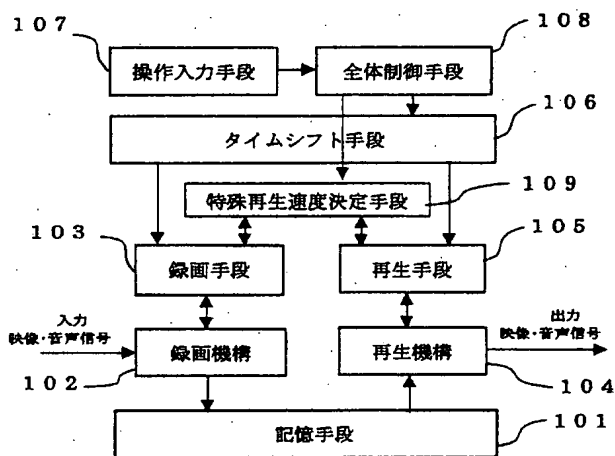 107
操作入力手段
全体制御手段
108
タイムシフト手段
106
特殊再生速度決定手段
109
103
録画手段
再生手段
105
入力
映像・音声信号
録画機構
102
再生機構
104
出力
映像・音声信号
記憶手段
101